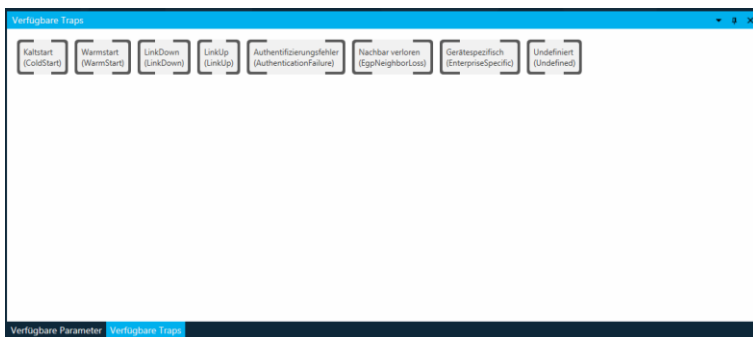 Verfügbare Traps
Kaltstart
(ColdStart)
Warmstart
(WarmStart)
LinkDown
(LinkDown)
LinkUp
(LinkUp)
Authentifizierungsfehler
(AuthenticationFailure)
Nachbar verloren
(EgpNeighborLoss)
Gerätespezifisch
(EnterpriseSpecific)
Undefiniert
(Undefined)
Verfügbare Parameter
Verfügbare Traps